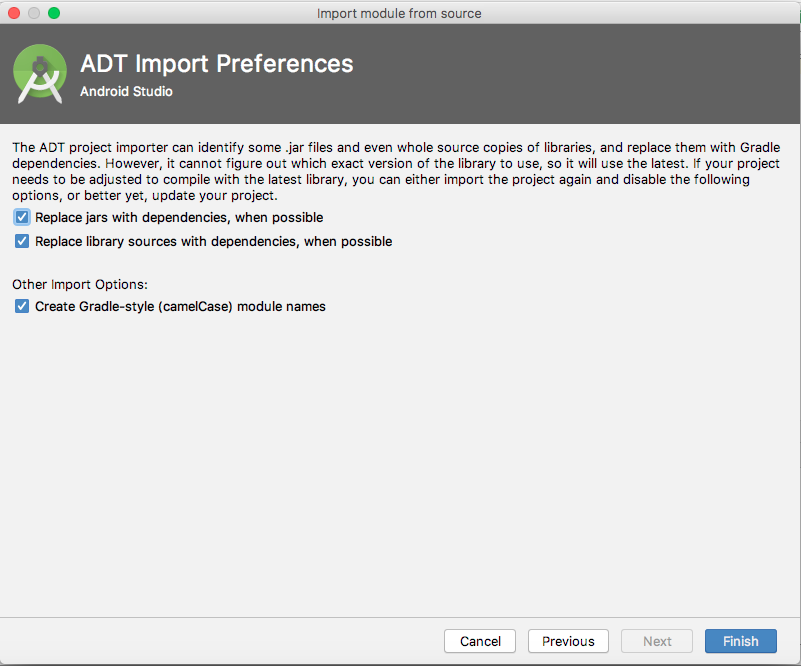 Import module from source
ADT Import Preferences
Android Studio
The ADT project importer can identify some .jar files and even whole source copies of libraries, and replace them with Gradle
dependencies. However, it cannot figure out which exact version of the library to use, so it will use the latest. If your project
needs to be adjusted to compile with the latest library, you can either import the project again and disable the following
options, or better yet, update your project.
Replace jars with dependencies, when possible
Replace library sources with dependencies, when possible
Other Import Options:
Create Gradle-style (camelCase) module names
Cancel Previous Next Finish